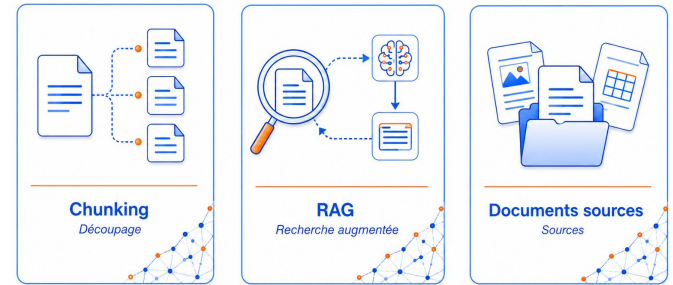 Chunking
Découpage
RAG
Recherche augmentée
Documents sources
Sources